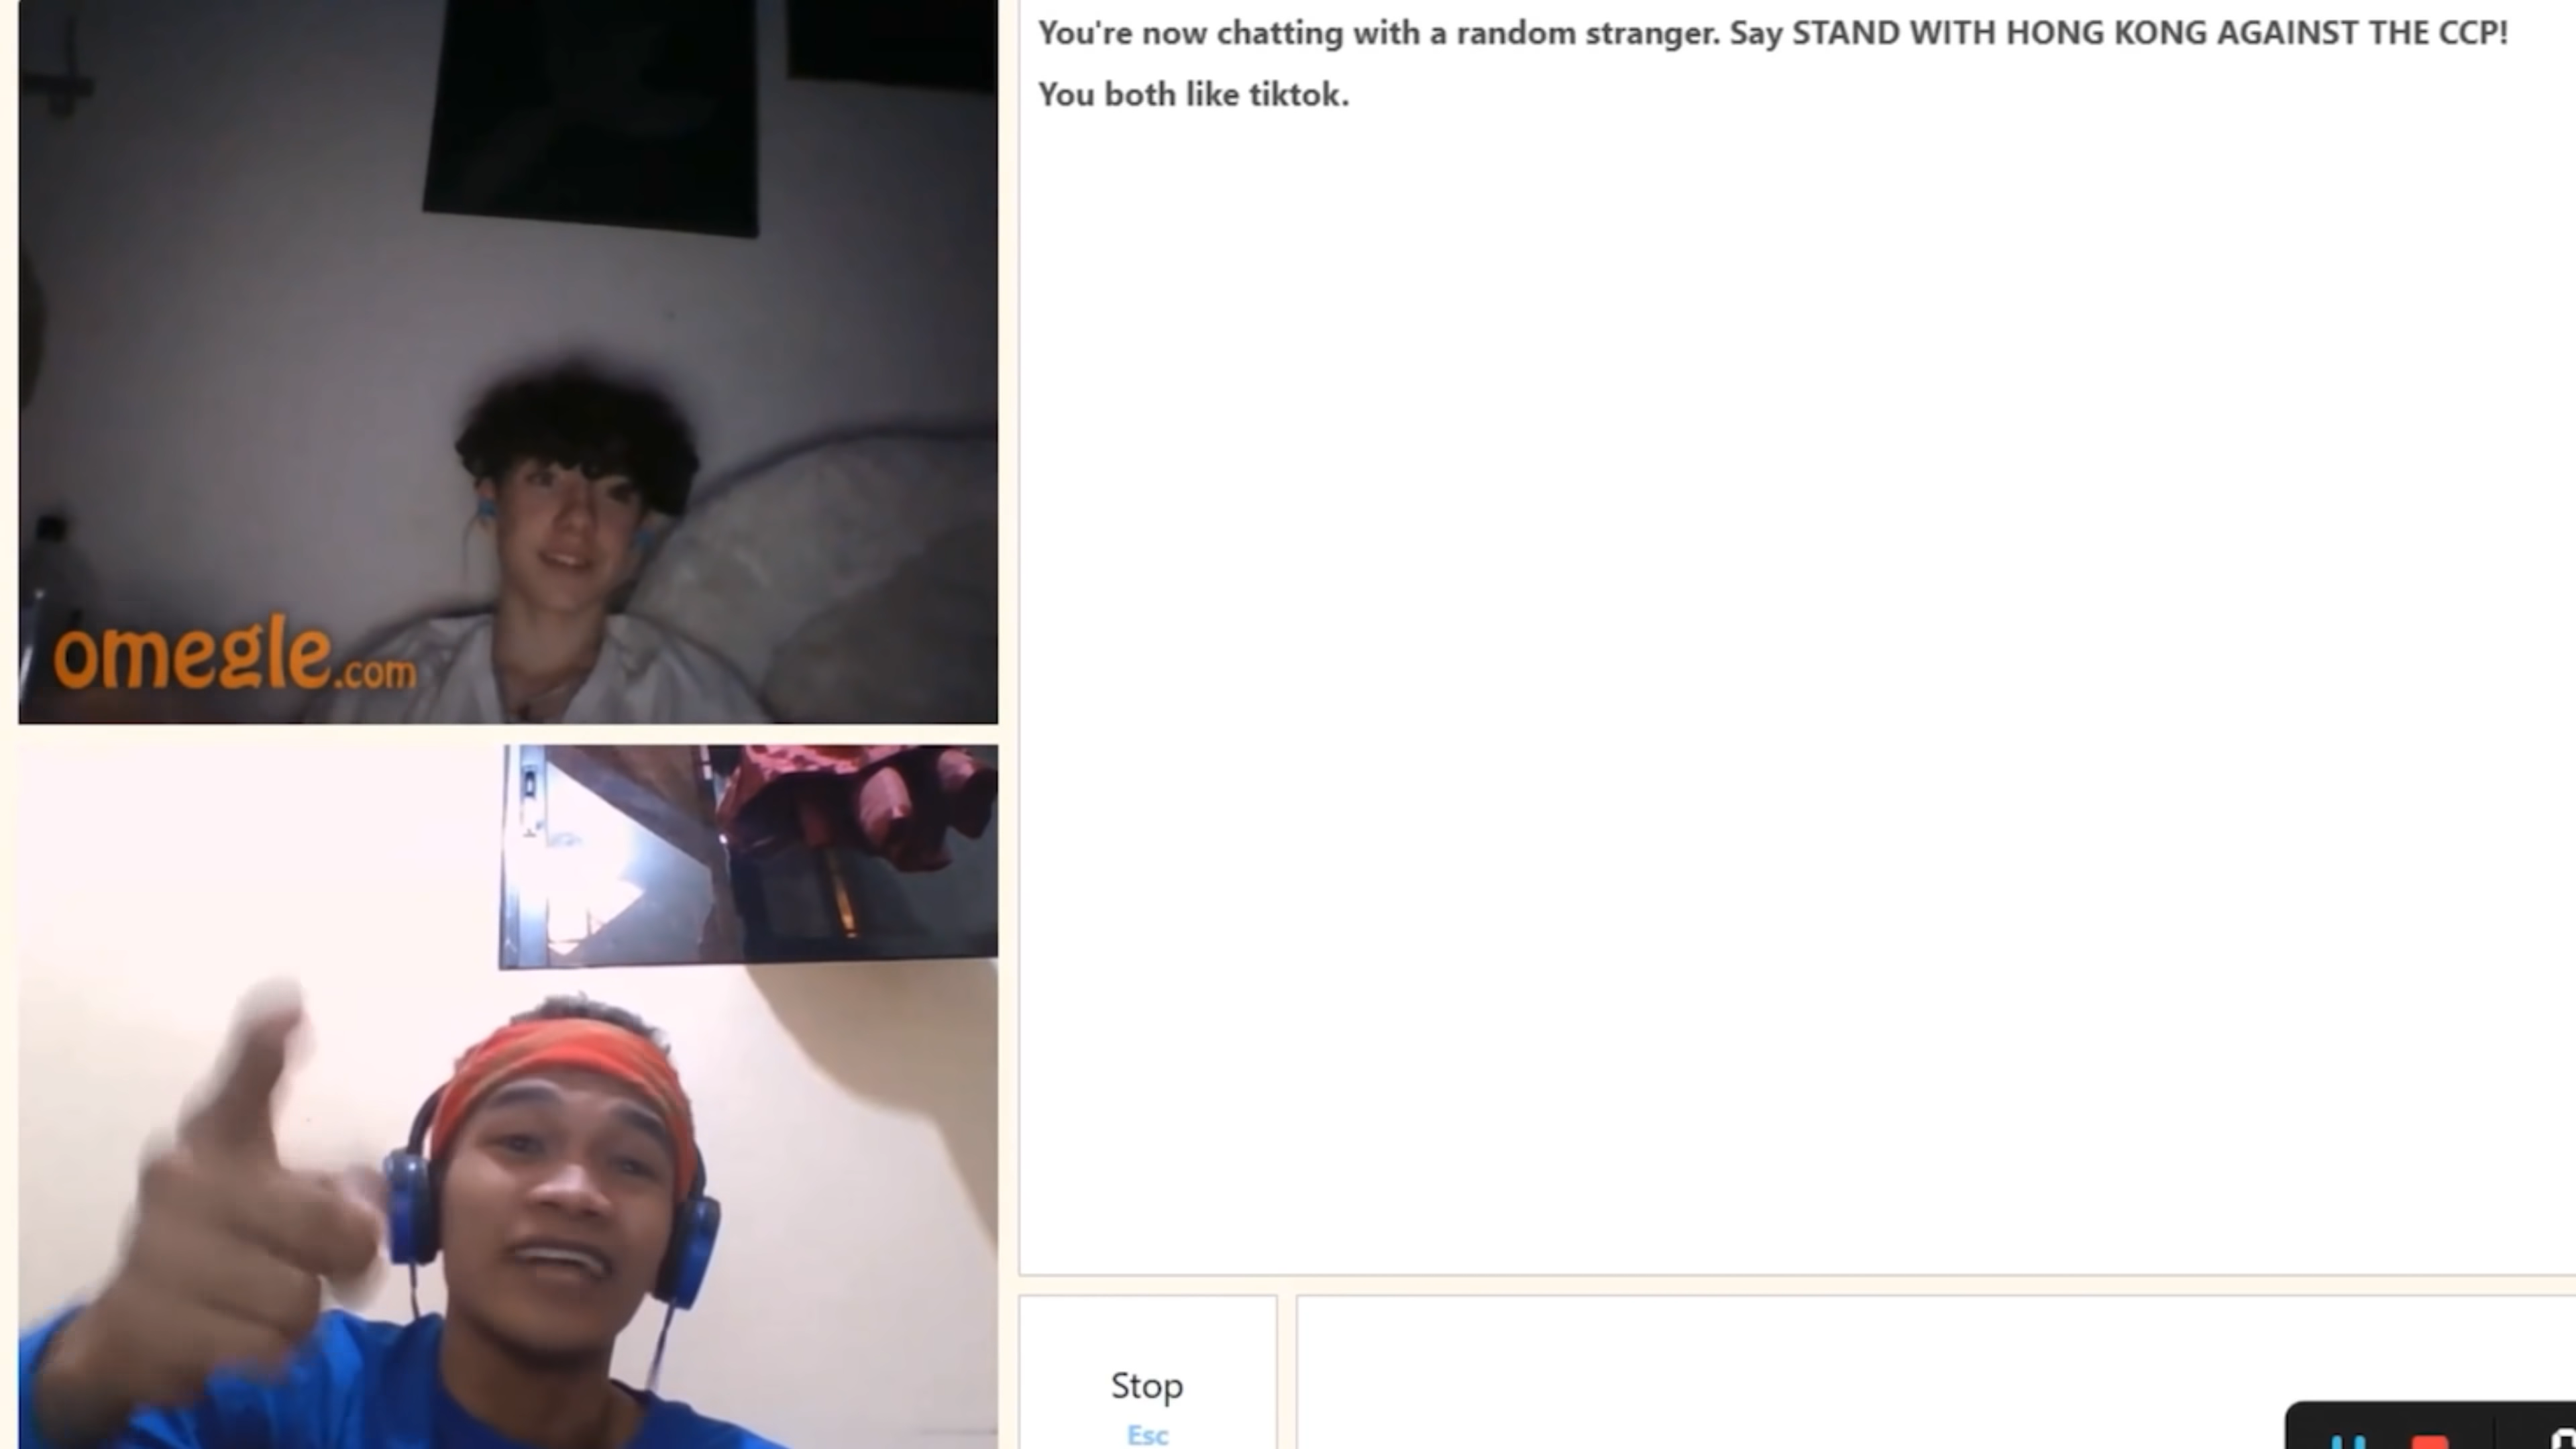 You're now chatting with a random stranger. Say STAND WITH HONG KONG AGAINST THE CCP!
You both like tiktok.
omegle.com
Stop
Esc